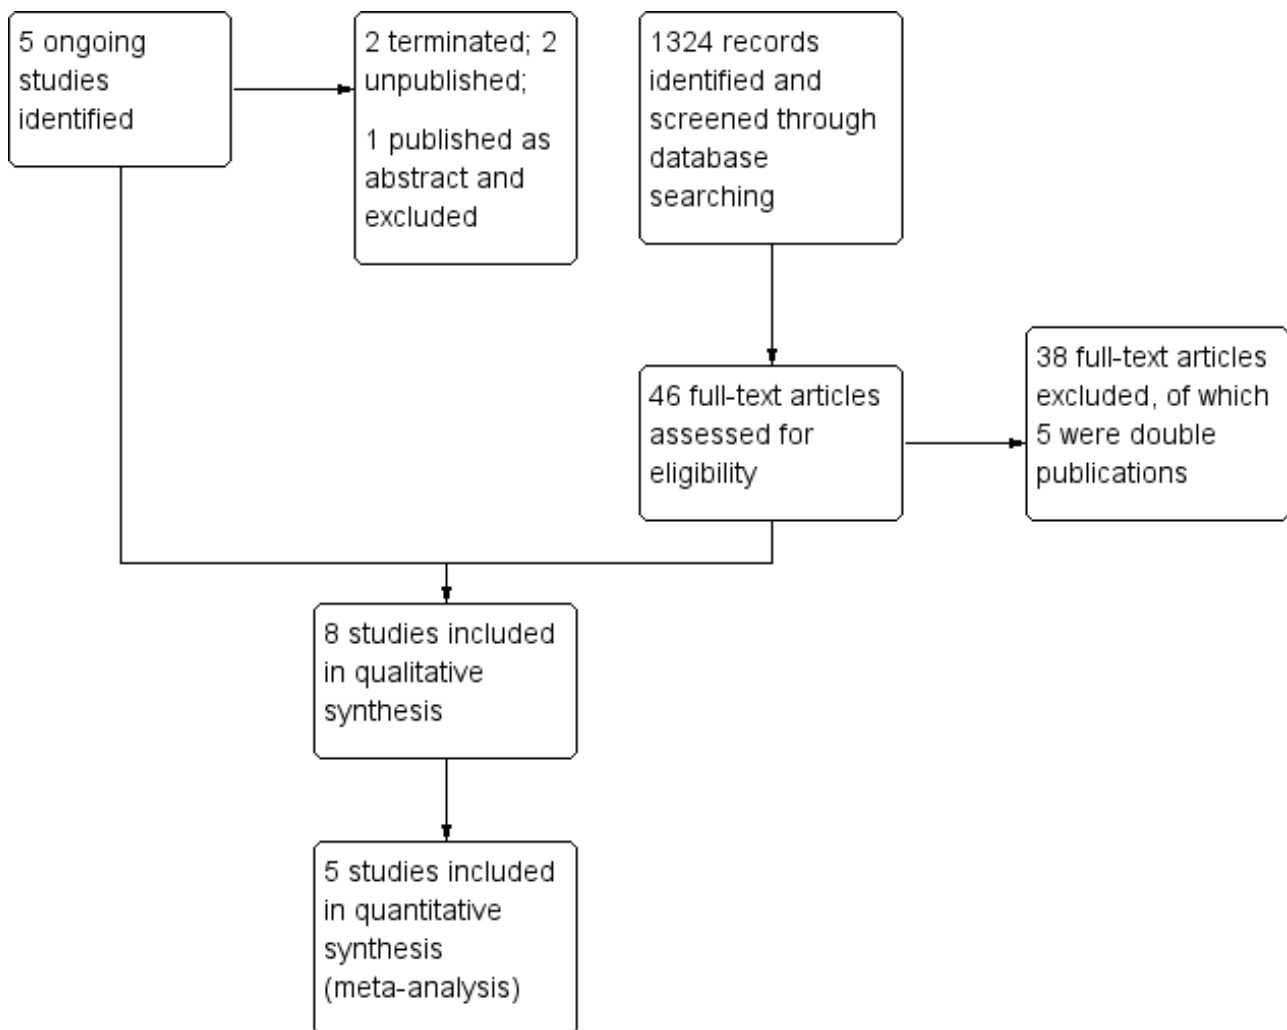 5 ongoing
studies
identified
2 terminated; 2
unpublished;
1 published as
abstract and
excluded
1324 records
identified and
screened through
database
searching
46 full-text articles
assessed for
eligibility
38 full-text articles
excluded, of which
5 were double
publications
8 studies included
in qualitative
synthesis
5 studies included
in quantitative
synthesis
(meta-analysis)